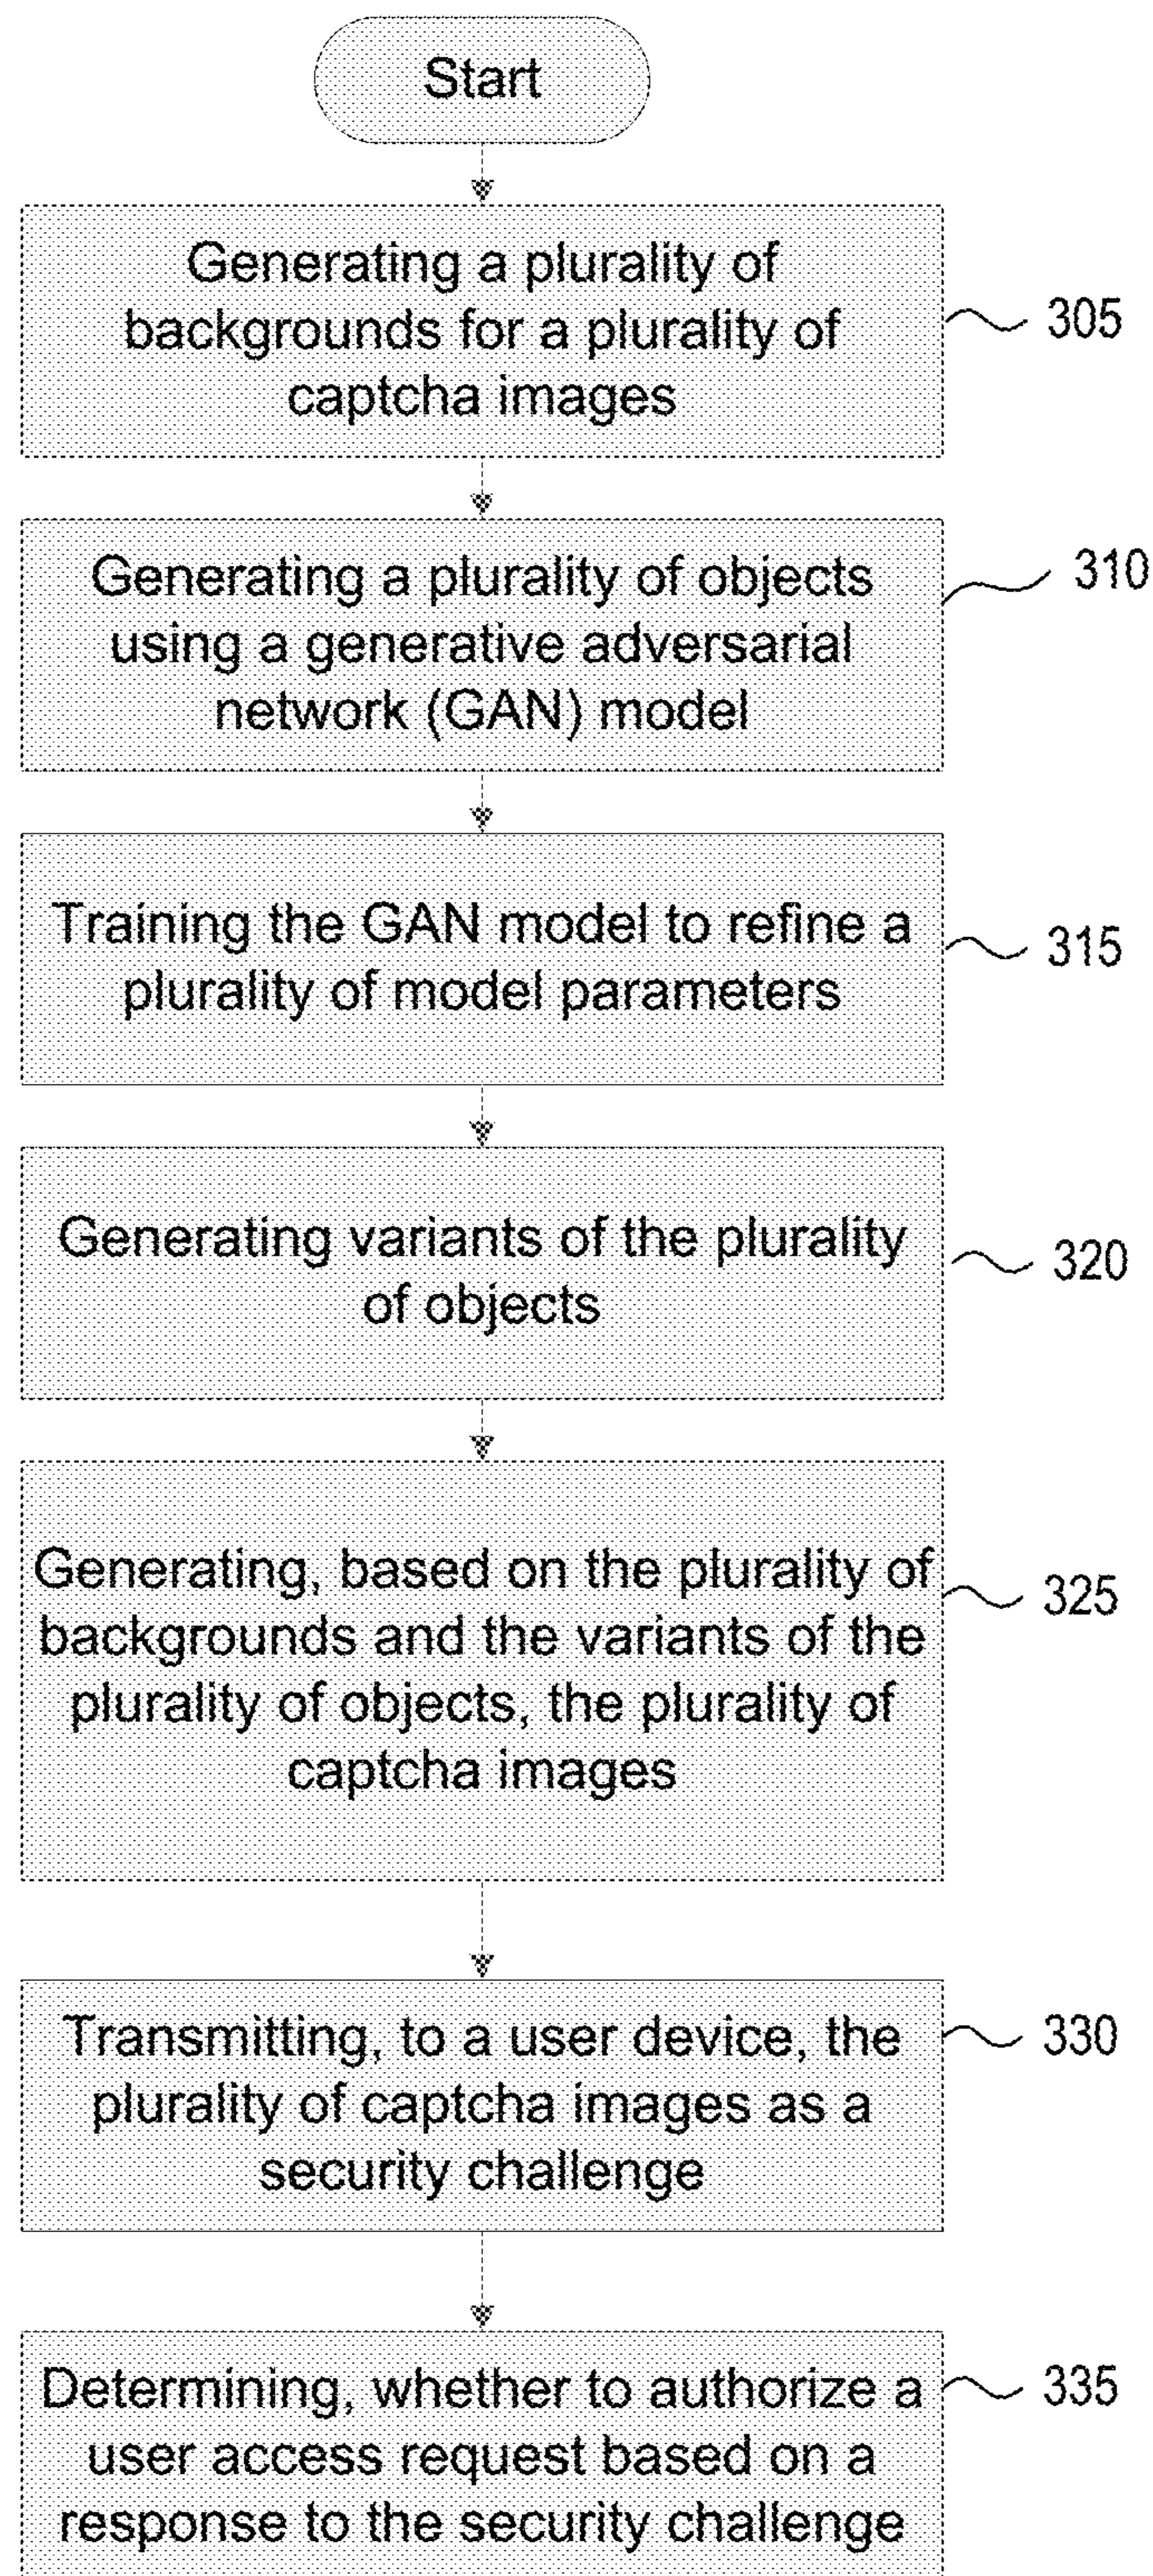 Start
Generating a plurality of
backgrounds for a plurality of
captcha images
305
Generating a plurality of objects
using a generative adversarial
network (GAN) model
310
Training the GAN model to refine a
plurality of model parameters
315
Generating variants of the plurality
of objects
320
Generating, based on the plurality of
backgrounds and the variants of the
plurality of objects, the plurality of
captcha images
325
Transmitting, to a user device, the
plurality of captcha images as a
security challenge
330
Determining, whether to authorize a
user access request based on a
response to the security challenge
335